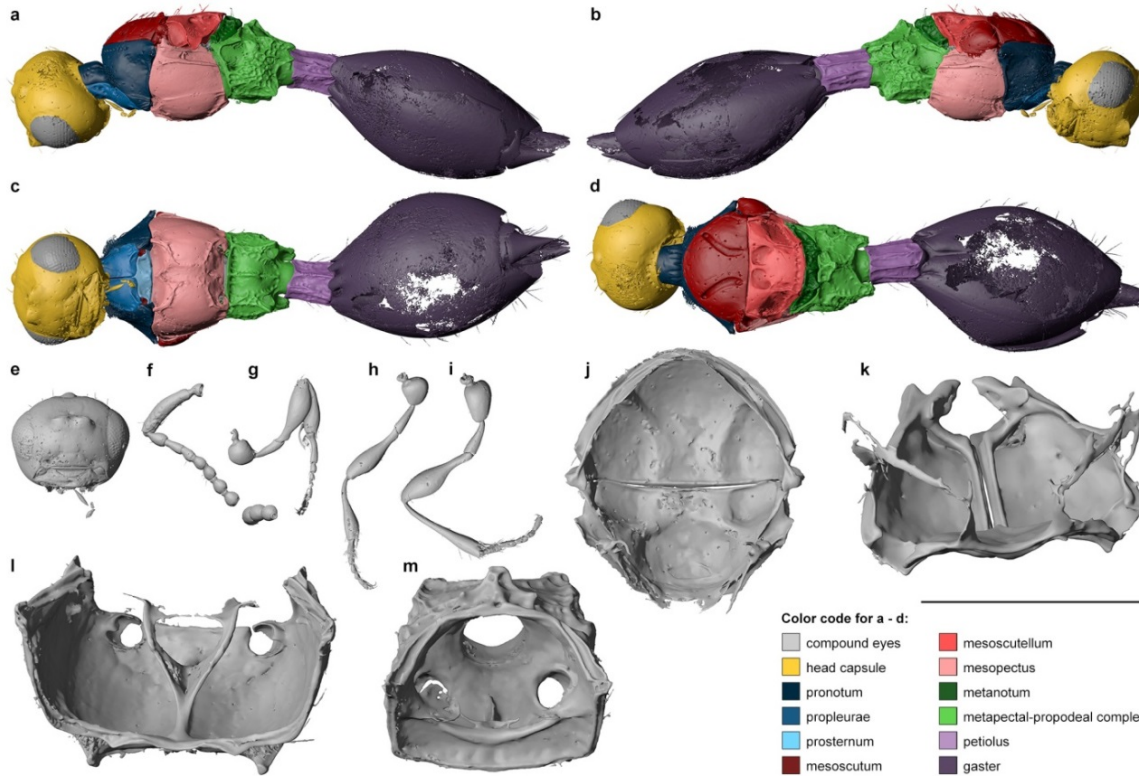 a
b
c
d
e
f
g
h
i
j
k
l
m
Color code for a - d:
compound eyes
head capsule
pronotum
propleurae
prosternum
mesoscutum
mesoscutellum
mesopectus
metanotum
metapectal-propodeal comple
petiolus
gaster